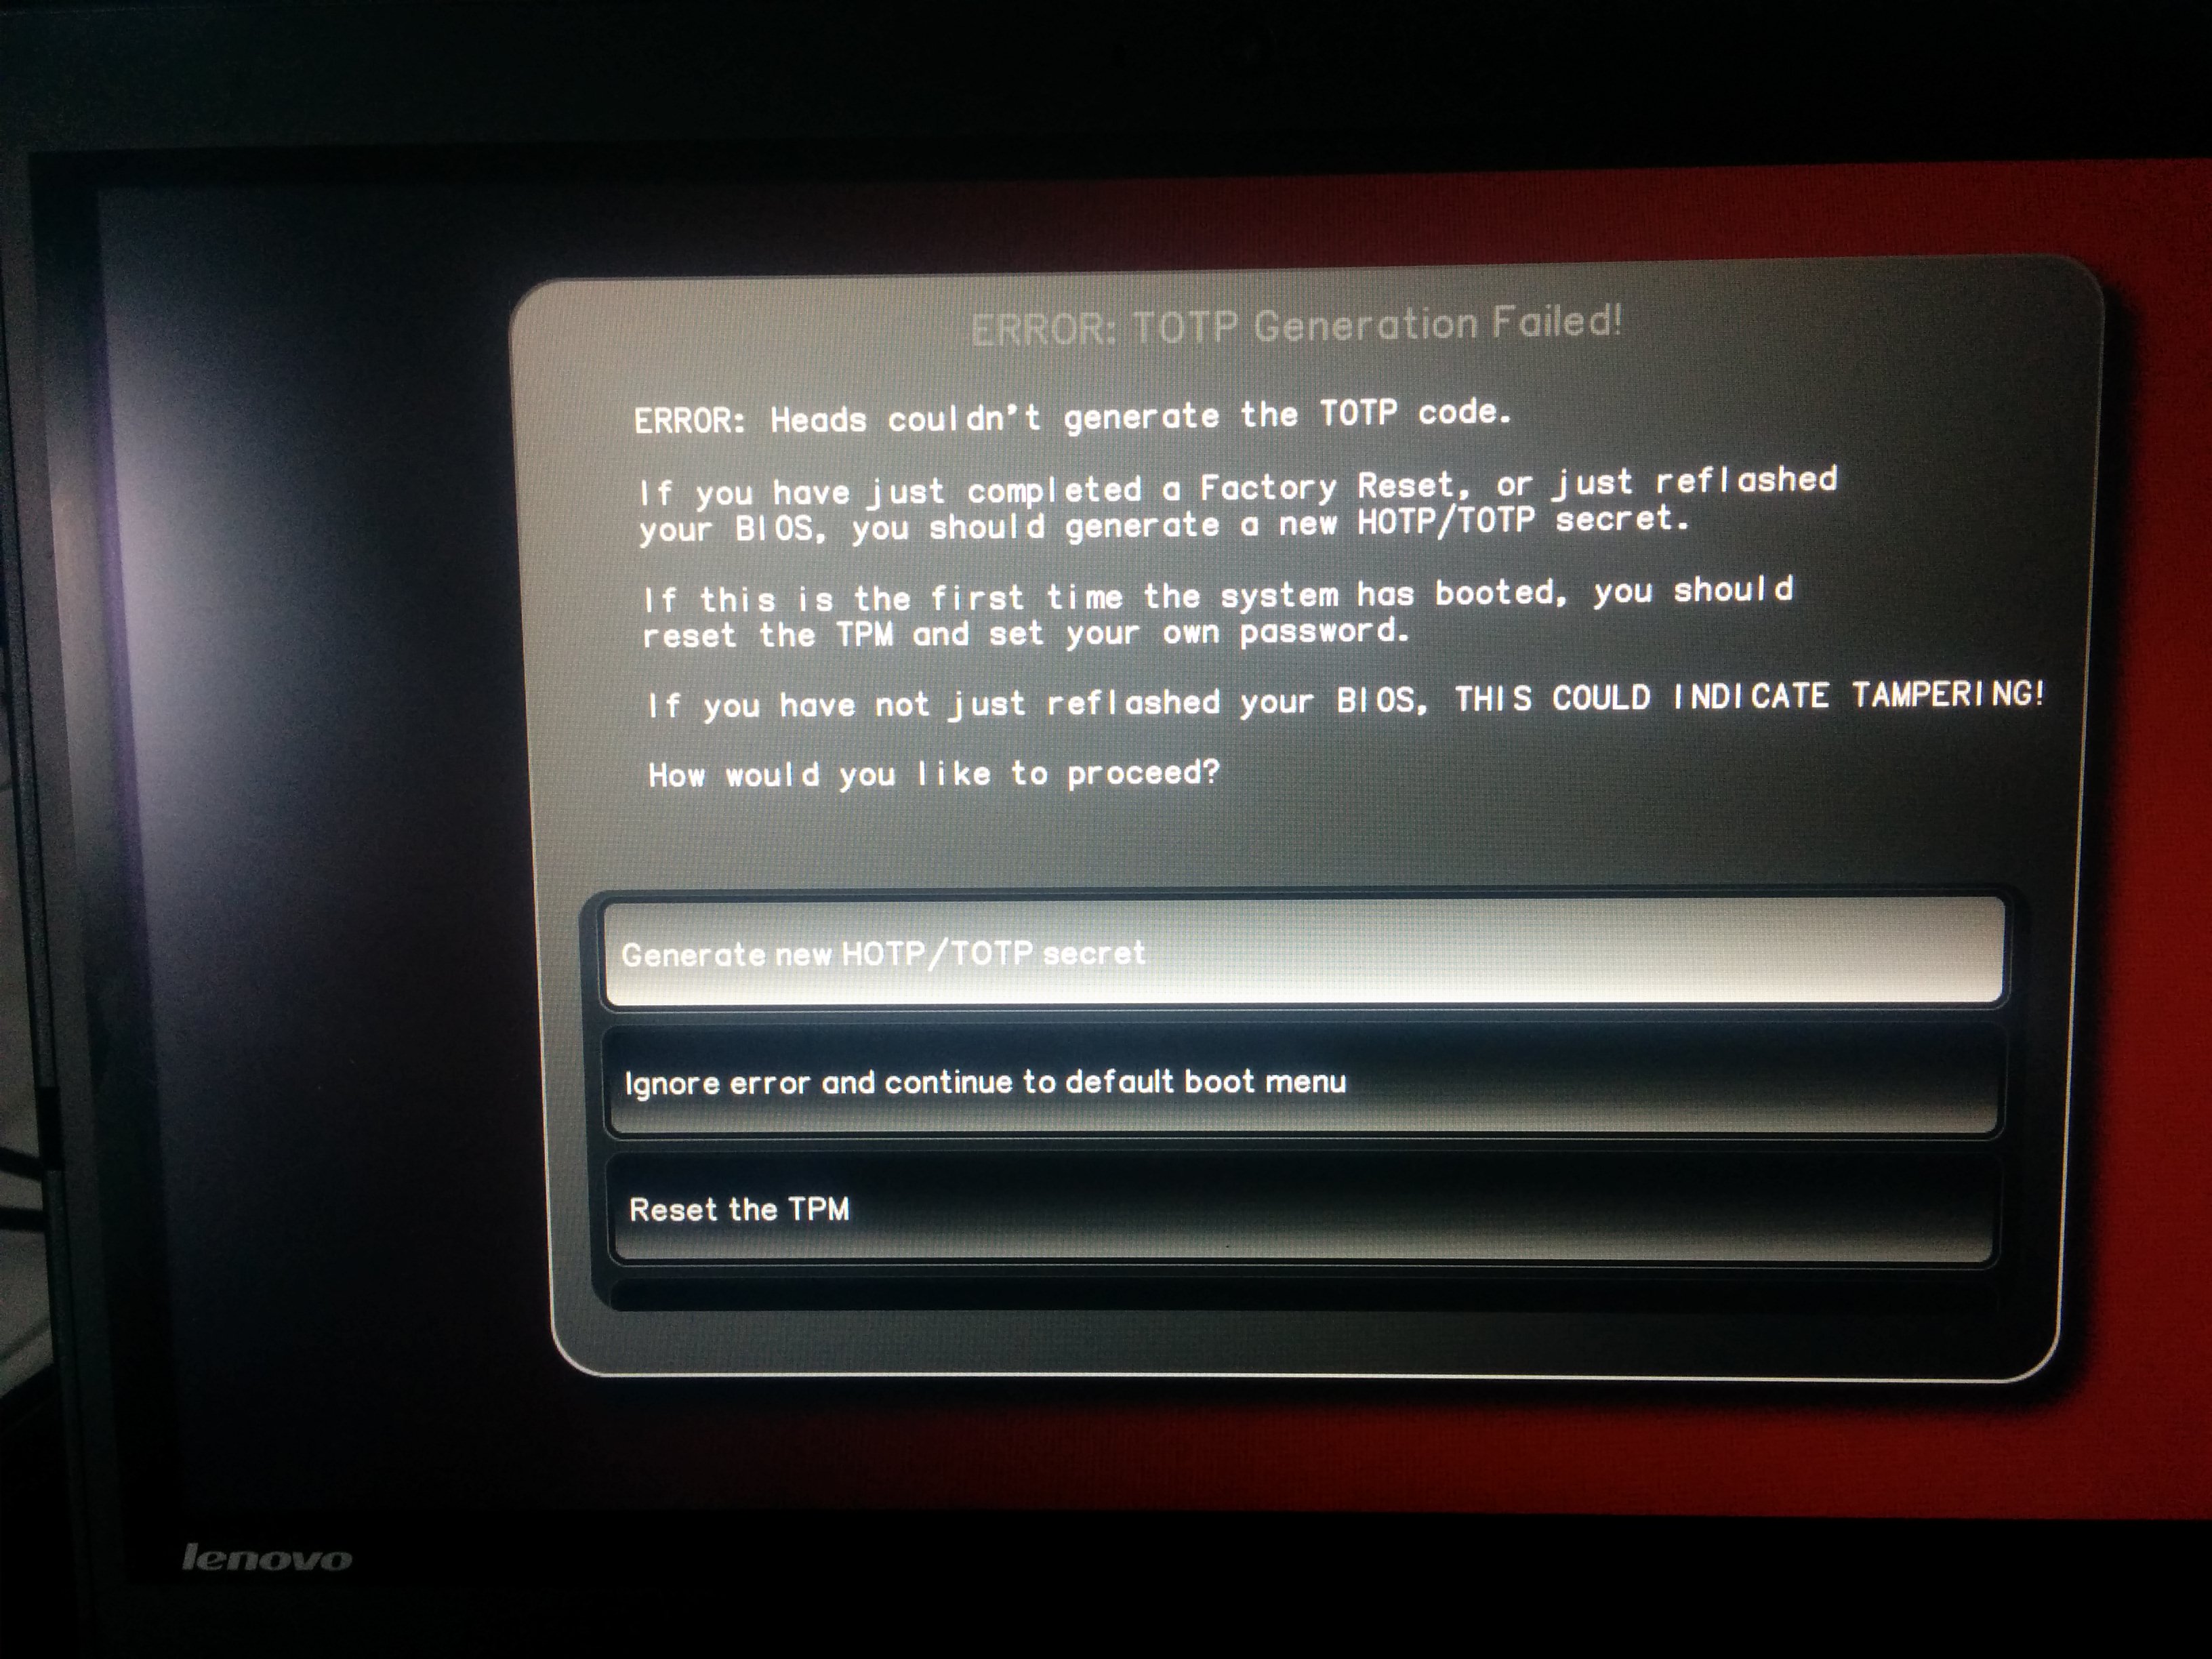 ERROR: TOTP Generation Failed!
ERROR: Heads couldn't generate the TOTP code.
If you have just completed a Factory Reset, or just reflashed
your BIOS, you should generate a new HOTP/TOTP secret.
If this is the first time the system has booted, you should
reset the TPM and set your own password.
If you have not just reflashed your BIOS, THIS COULD INDICATE TAMPERING!
How would you like to proceed?
Generate new HOTP/TOTP secret
Ignore error and continue to default boot menu
Reset the TPM
lenovo